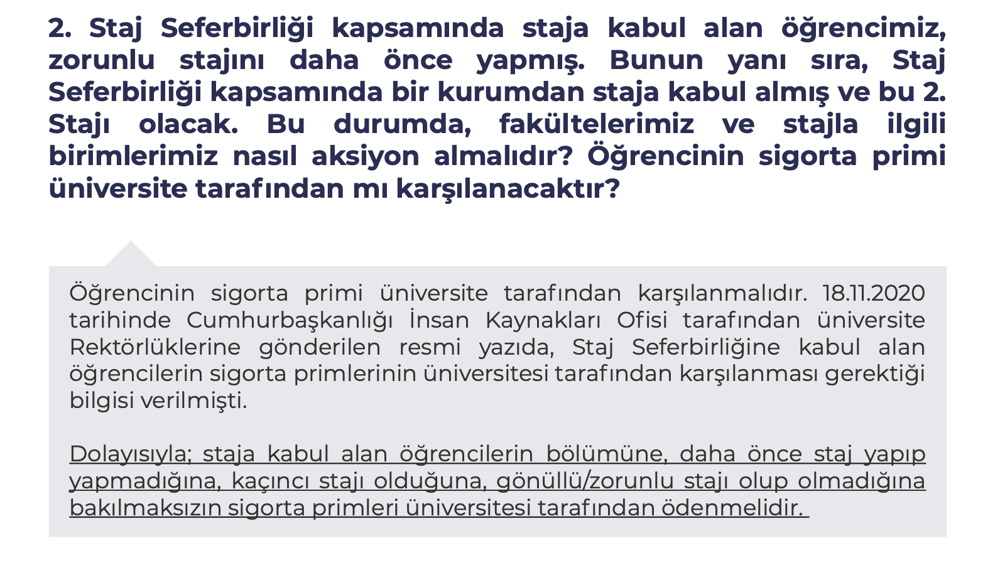 2. Staj Seferbirliği kapsamında staja kabul alan öğrencimiz,
zorunlu stajını daha önce yapmış. Bunun yanı sıra, Staj
Seferbirliği kapsamında bir kurumdan staja kabul almış ve bu 2.
Stajı olacak. Bu durumda, fakültelerimiz ve stajla ilgili
birimlerimiz nasıl aksiyon almalıdır? Öğrencinin sigorta primi
üniversite tarafından mı karşılanacaktır?
Öğrencinin sigorta primi üniversite tarafından karşılanmalıdır. 18.11.2020
tarihinde Cumhurbaşkanlığı İnsan Kaynakları Ofisi tarafından üniversite
Rektörlüklerine gönderilen resmi yazıda, Staj Seferbirliğine kabul alan
öğrencilerin sigorta primlerinin üniversitesi tarafından karşılanması gerektiği
bilgisi verilmişti.
Dolayısıyla; staja kabul alan öğrencilerin bölümüne, daha önce staj yapıp
yapmadığına, kaçıncı stajı olduğuna, gönüllü/zorunlu stajı olup olmadığına
bakılmaksızın sigorta primleri üniversitesi tarafından ödenmelidir.